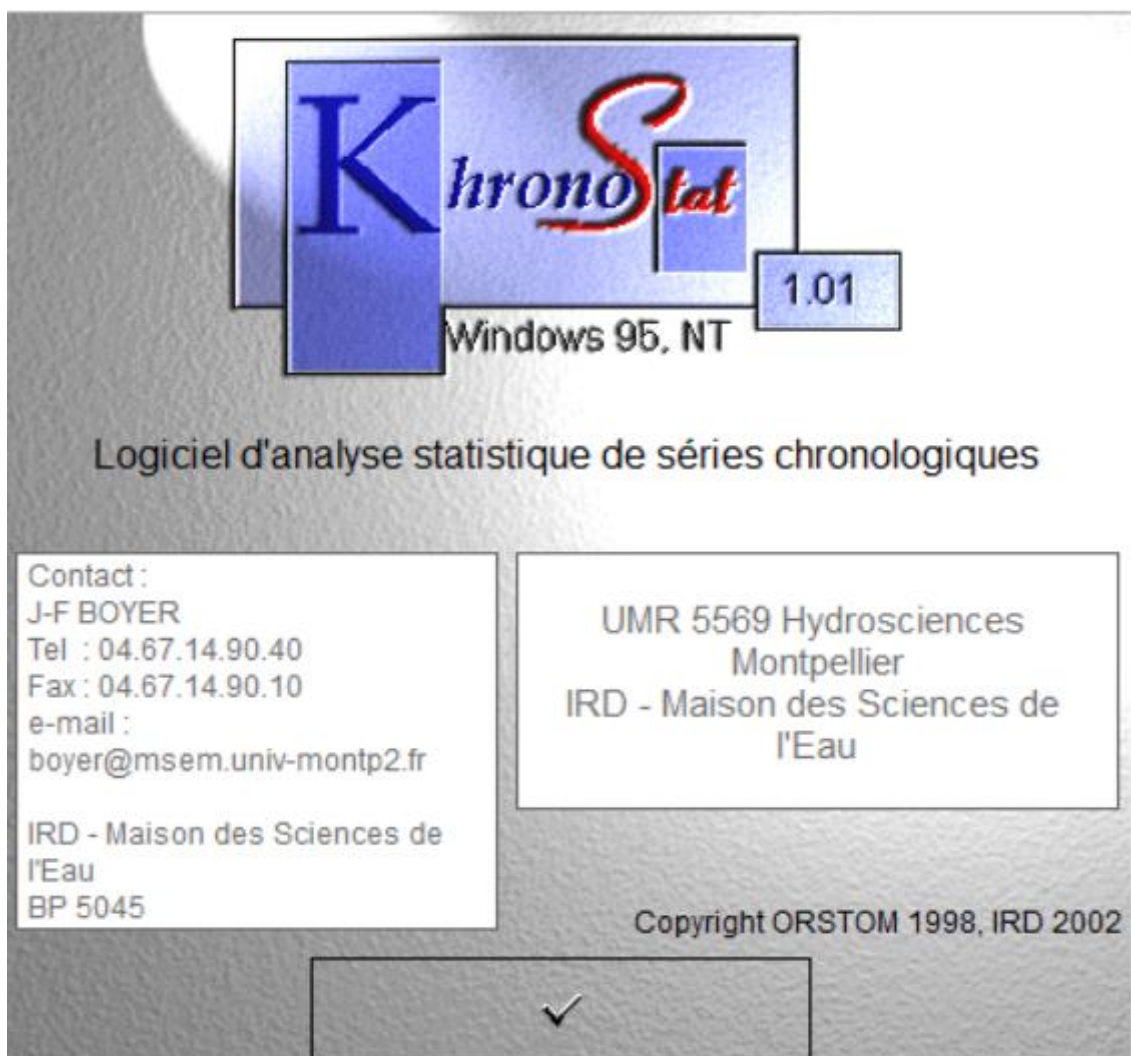 KhronoStat
1.01
Windows 95, NT
Logiciel d'analyse statistique de séries chronologiques
Contact :
J-F BOYER
Tel : 04.67.14.90.40
Fax : 04.67.14.90.10
e-mail :
boyer@msem.univ-montp2.fr
IRD - Maison des Sciences de
l'Eau
BP 5045
UMR 5569 Hydrosciences
Montpellier
IRD - Maison des Sciences de
l'Eau
Copyright ORSTOM 1998, IRD 2002